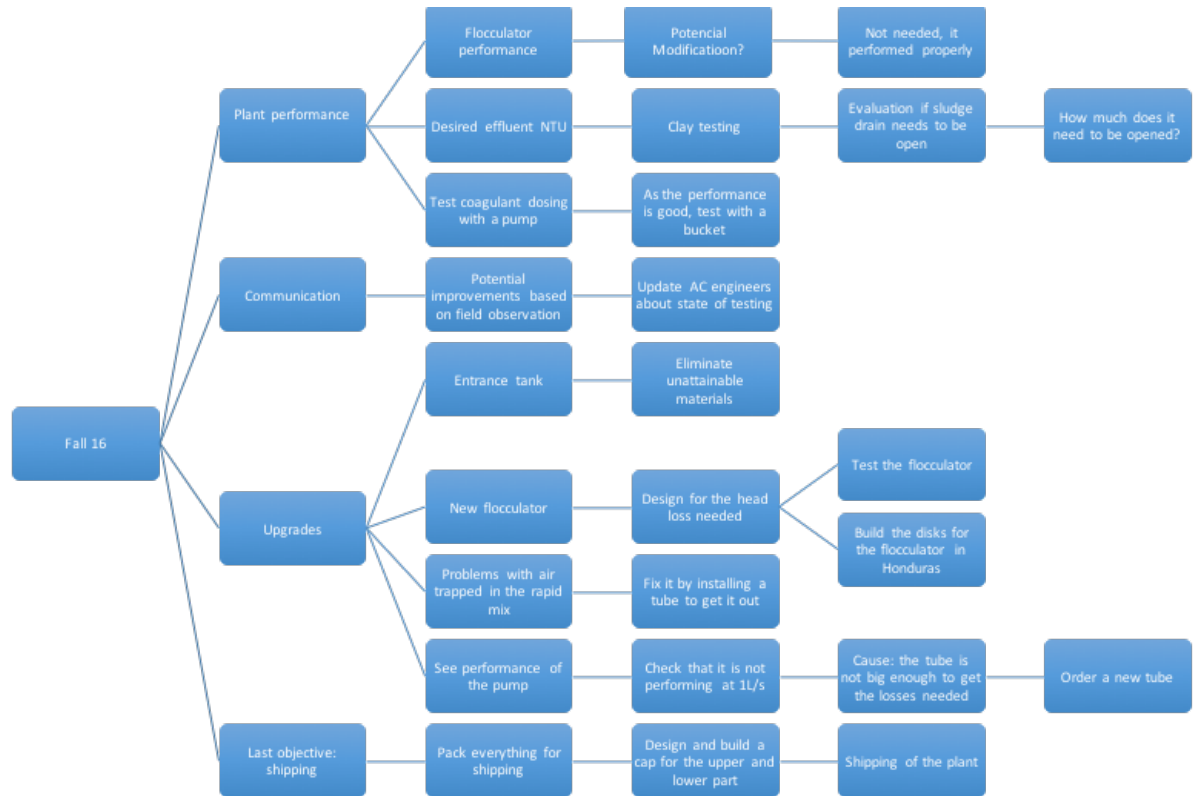 Flocculator
performance
Potencial
Modificatioon?
Not needed, it
performed properly
Plant performance
Desired effluent NTU
Clay testing
Evaluation if sludge
drain needs to be
open
How much does it
need to be opened?
Test coagulant dosing
with a pump
As the performance
is good, test with a
bucket
Communication
Potential
improvements based
on field observation
Update AC engineers
about state of testing
Entrance tank
Eliminate
unattainable
materials
Fall 16
Upgrades
New flocculator
Design for the head
loss needed
Test the flocculator
Build the disks for
the flocculator in
Honduras
Problems with air
trapped in the rapid
mix
Fix it by installing a
tube to get it out
See performance of
the pump
Check that it is not
performing at 1L/s
Cause: the tube is
not big enough to get
the losses needed
Order a new tube
Last objective:
shipping
Pack everything for
shipping
Design and build a
cap for the upper and
lower part
Shipping of the plant